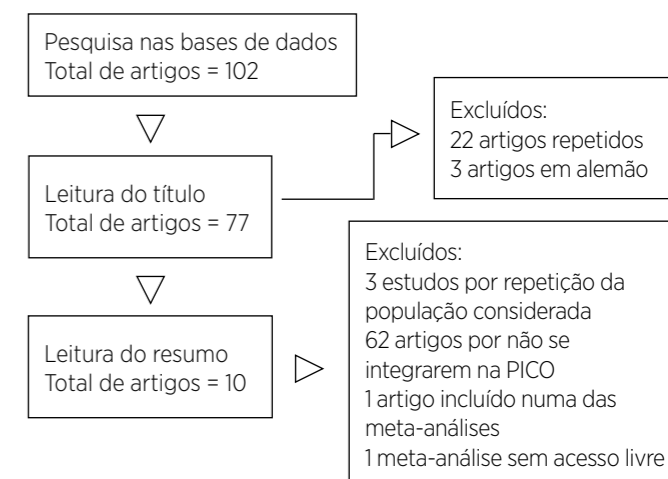 Pesquisa nas bases de dados
Total de artigos = 102
Excluídos:
22 artigos repetidos
3 artigos em alemão
Leitura do título
Total de artigos = 77
Excluídos:
3 estudos por repetição da
população considerada
62 artigos por não se
integrarem na PICO
1 artigo incluído numa das
meta-análises
1 meta-análise sem acesso livre
Leitura do resumo
Total de artigos = 10